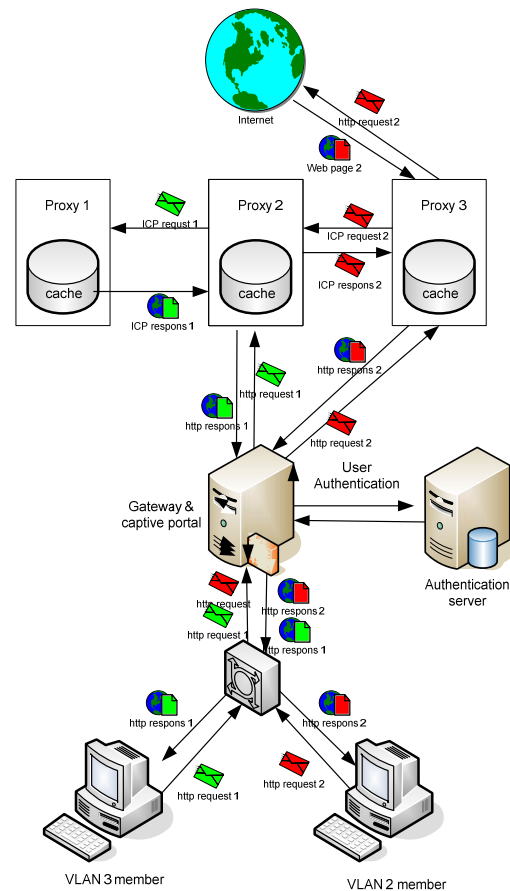 Internet
http request 2
Web page 2
Proxy 1
Proxy 2
Proxy 3
ICP requst 1
ICP request 2
cache
cache
cache
ICP respons 1
ICP respons 2
http respons 2
http request 1
http respons 1
http request 2
User
Authentication
Gateway &
captive portal
Authentication
server
http request
http respons 2
http request 1
http respons 1
http respons 1
http respons 2
http request 1
http request 2
VLAN 3 member
VLAN 2 member